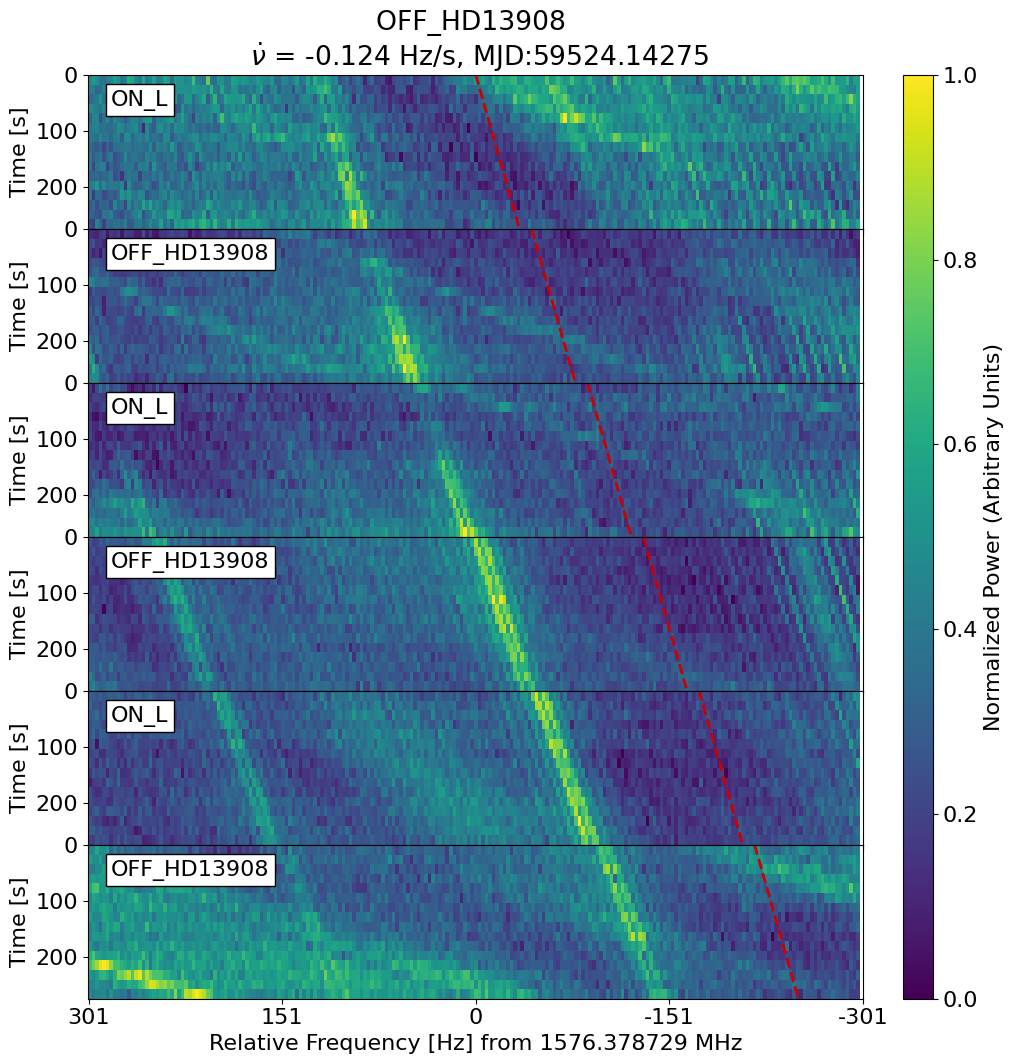 OFF_HD13908
ν̇ = -0.124 Hz/s, MJD:59524.14275
0
100
200
Time [s]
ON_L
0
100
200
Time [s]
OFF_HD13908
0
100
200
Time [s]
ON_L
0
100
200
Time [s]
OFF_HD13908
0
100
200
Time [s]
ON_L
0
100
200
Time [s]
OFF_HD13908
301
151
0
-151
-301
Relative Frequency [Hz] from 1576.378729 MHz
1.0
0.8
0.6
0.4
0.2
0.0
Normalized Power (Arbitrary Units)